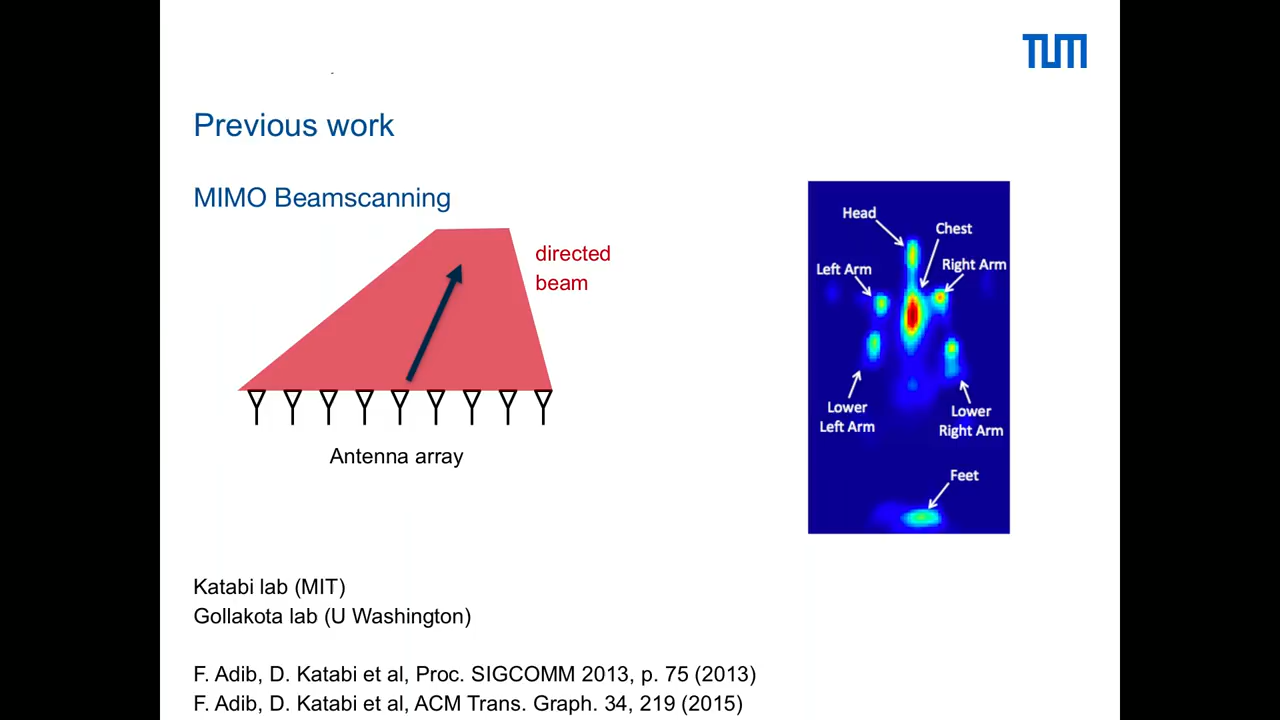 TUM
Previous work
MIMO Beamscanning
directed
beam
Antenna array
Head
Chest
Left Arm
Right Arm
Lower
Left Arm
Lower
Right Arm
Feet
Katabi lab (MIT)
Gollakota lab (U Washington)
F. Adib, D. Katabi et al, Proc. SIGCOMM 2013, p. 75 (2013)
F. Adib, D. Katabi et al, ACM Trans. Graph. 34, 219 (2015)